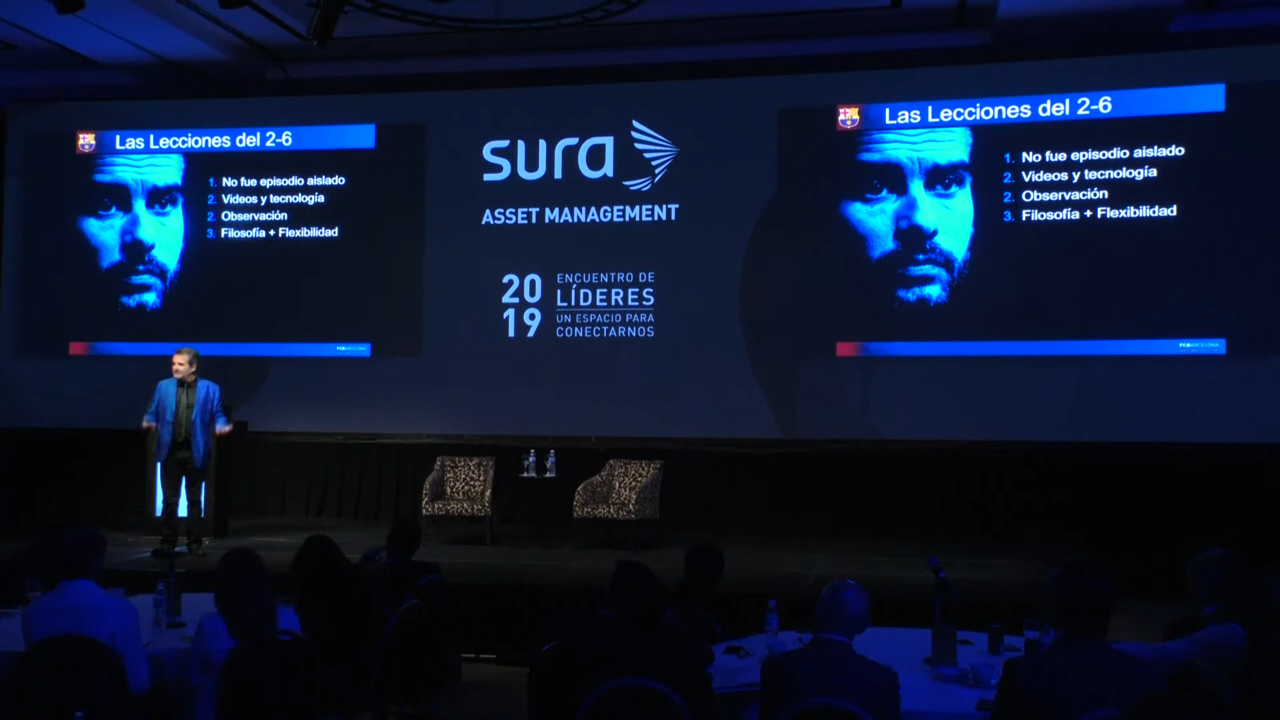 Las Lecciones del 2-6
1. No fue episodio aislado
2. Videos y tecnología
2. Observación
3. Filosofía + Flexibilidad
sura
ASSET MANAGEMENT
20
19
ENCUENTRO DE
LÍDERES
UN ESPACIO PARA
CONECTARNOS
Las Lecciones del 2-6
1. No fue episodio aislado
2. Videos y tecnología
2. Observación
3. Filosofía + Flexibilidad
FCBARCELONA